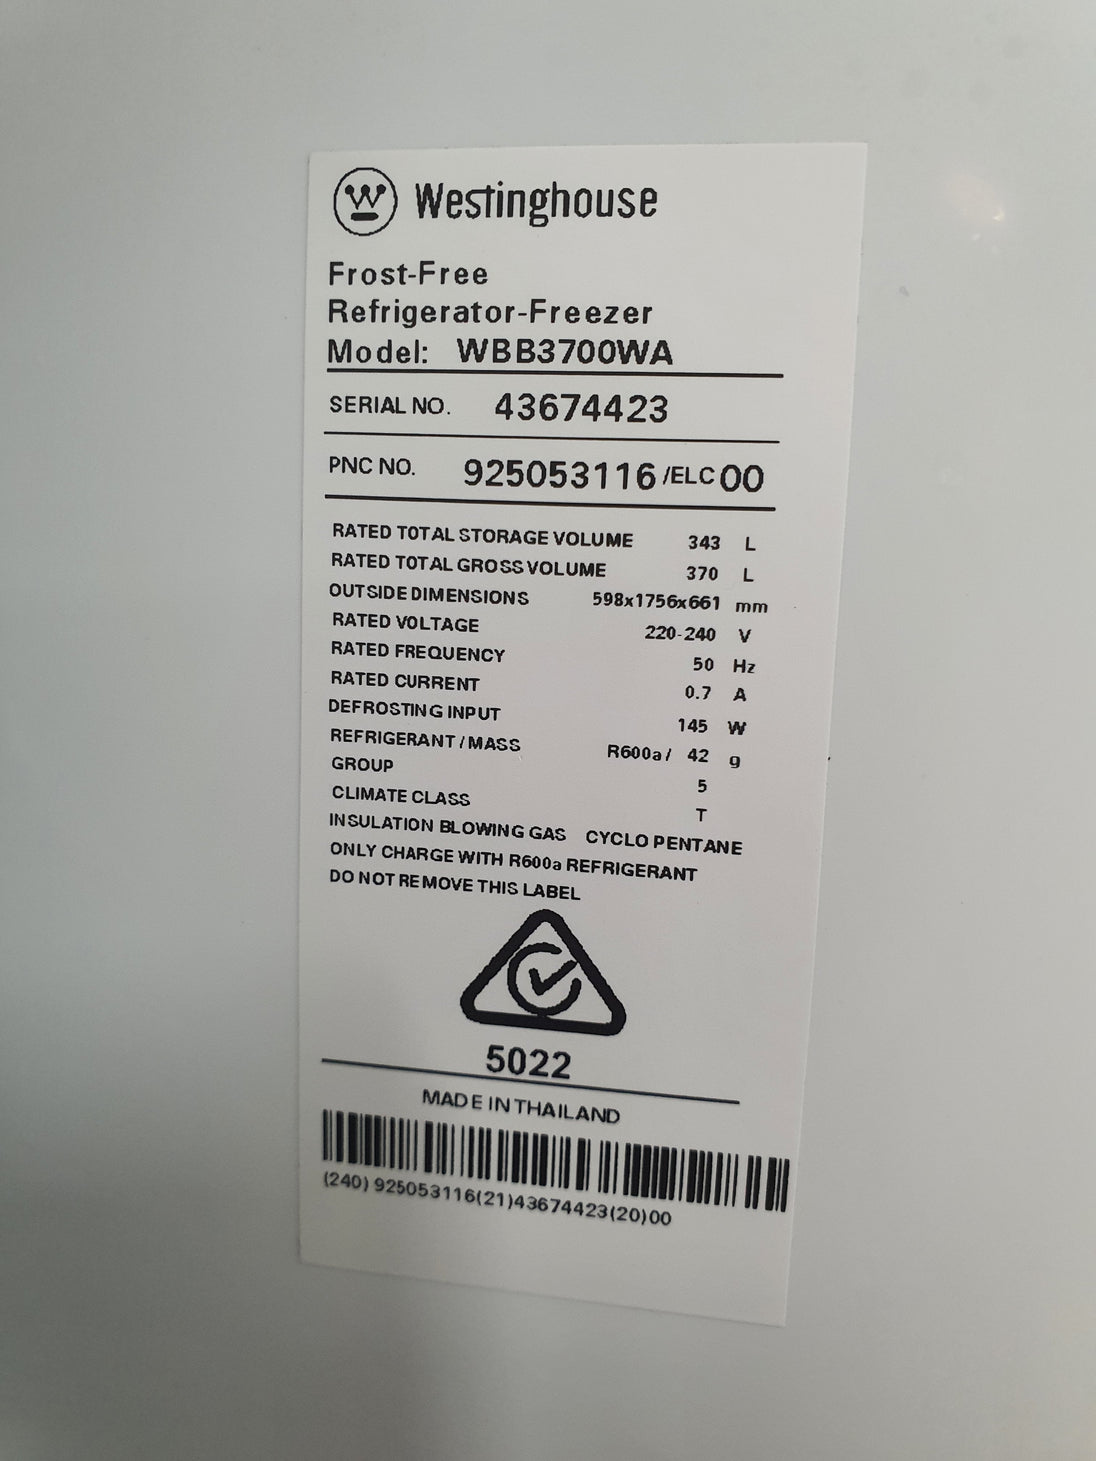 Westinghouse
Frost-Free
Refrigerator-Freezer
Model: WBB3700WA
SERIAL NO. 43674423
PNC NO. 925053116 /ELC 00
RATED TOTAL STORAGE VOLUME 343 L
RATED TOTAL GROSS VOLUME 370 L
OUTSIDE DIMENSIONS 598x1756x661 mm
RATED VOLTAGE 220-240 V
RATED FREQUENCY 50 Hz
RATED CURRENT 0.7 A
DEFROSTING INPUT 145 W
REFRIGERANT / MASS R600a / 42 g
GROUP 5
CLIMATE CLASS T
INSULATION BLOWING GAS CYCLO PENTANE
ONLY CHARGE WITH R600a REFRIGERANT
DO NOT REMOVE THIS LABEL
5022
MADE IN THAILAND
(240) 925053116(21)43674423(20)00